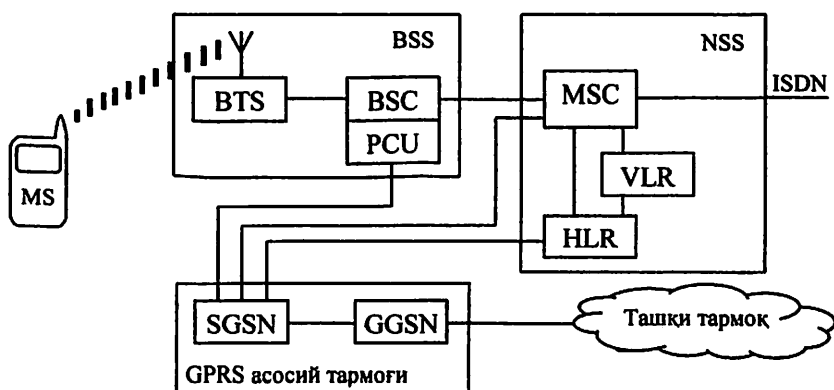 BSS
NSS
BTS
BSC
PCU
MSC
ISDN
VLR
HLR
MS
SGSN
GGSN
Ташқи тармоқ
GPRS асосий тармоғи